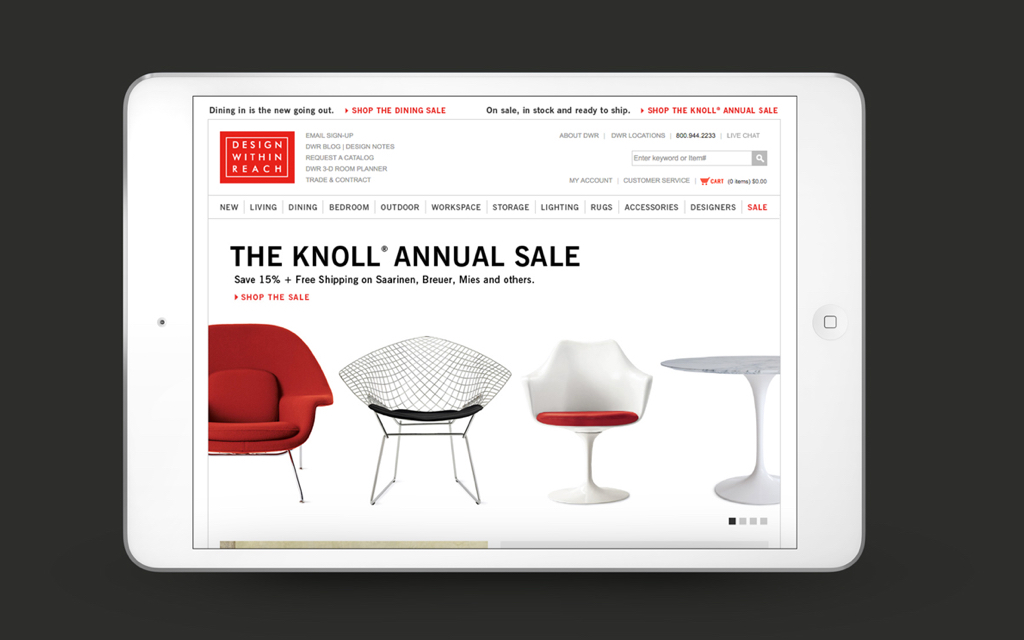 Dining in is the new going out. SHOP THE DINING SALE On sale, in stock and ready to ship. SHOP THE KNOLL® ANNUAL SALE
DESIGN
WITHIN
REACH
EMAIL SIGN-UP
DWR BLOG | DESIGN NOTES
REQUEST A CATALOG
DWR 3-D ROOM PLANNER
TRADE & CONTRACT
ABOUT DWR | DWR LOCATIONS | 800.944.2233 | LIVE CHAT
Enter keyword or Item#
MY ACCOUNT | CUSTOMER SERVICE | CART (0 items) $0.00
NEW | LIVING | DINING | BEDROOM | OUTDOOR | WORKSPACE | STORAGE | LIGHTING | RUGS | ACCESSORIES | DESIGNERS | SALE
THE KNOLL® ANNUAL SALE
Save 15% + Free Shipping on Saarinen, Breuer, Mies and others.
SHOP THE SALE